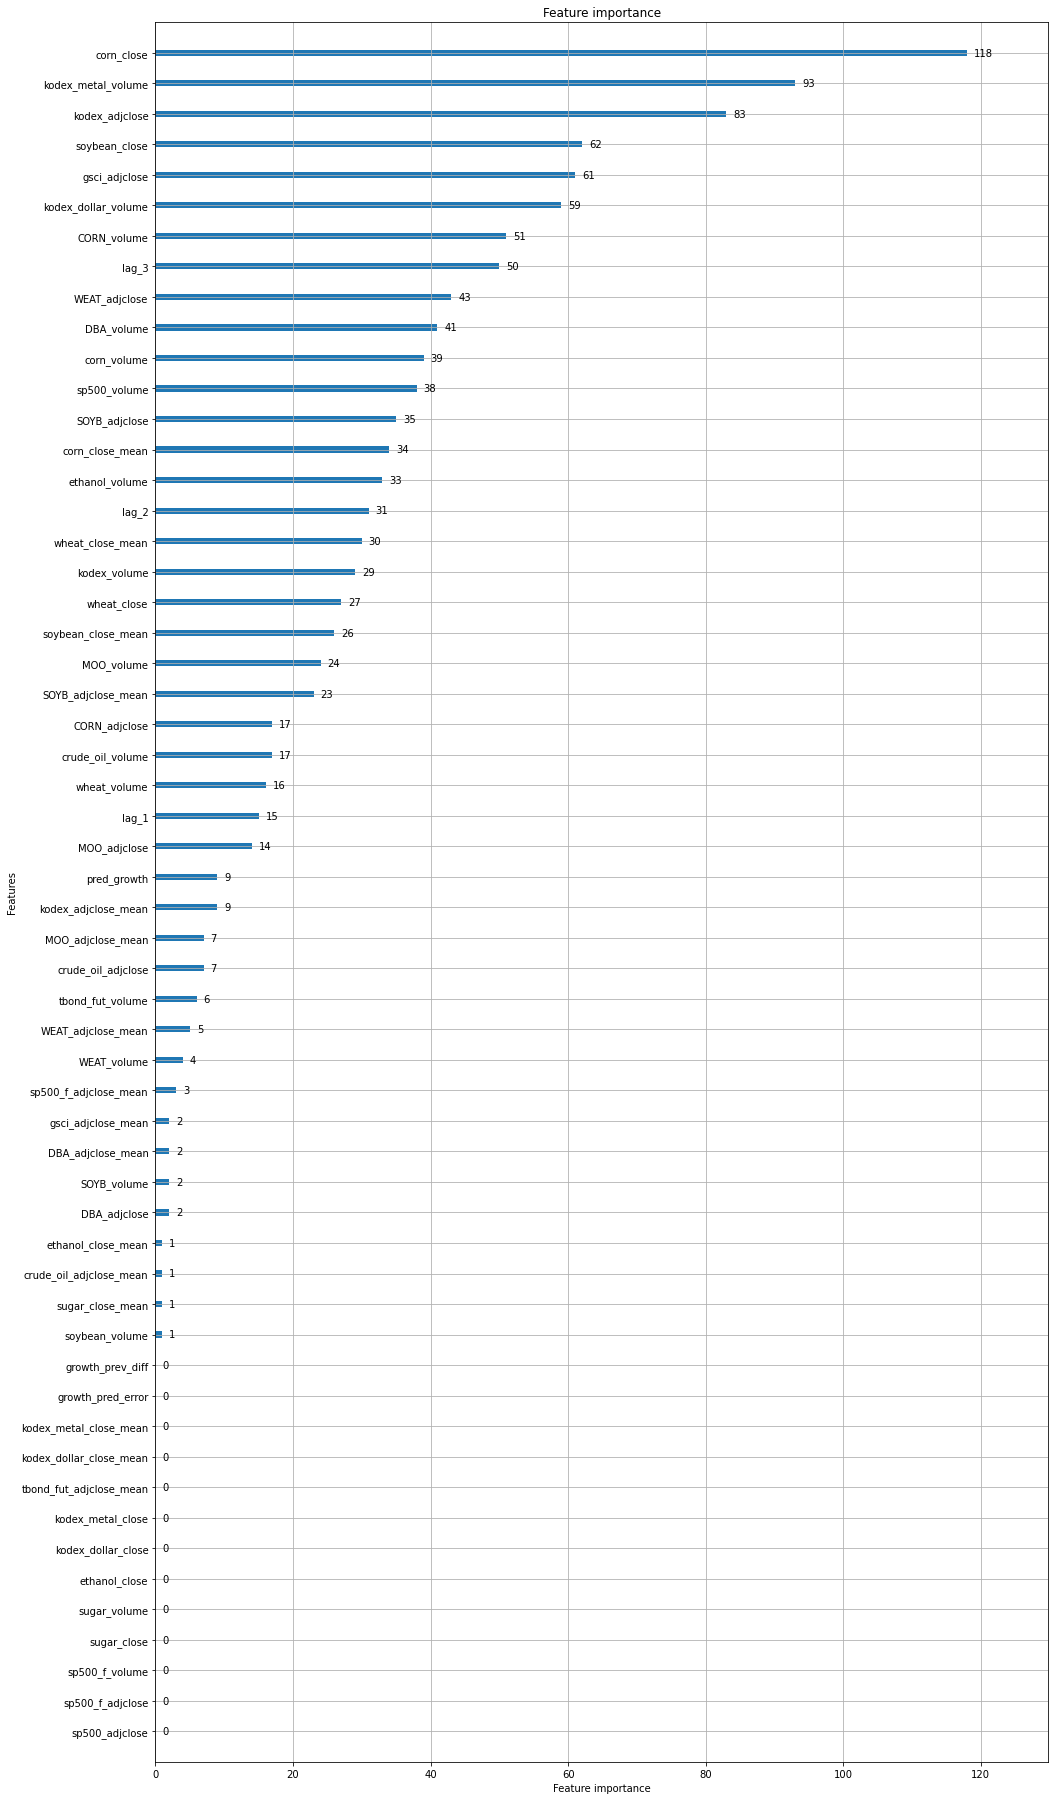 Feature importance
corn_close 118
kodex_metal_volume 93
kodex_adjclose 83
soybean_close 62
gsci_adjclose 61
kodex_dollar_volume 59
CORN_volume 51
lag_3 50
WEAT_adjclose 43
DBA_volume 41
corn_volume 39
sp500_volume 38
SOYB_adjclose 35
corn_close_mean 34
ethanol_volume 33
lag_2 31
wheat_close_mean 30
kodex_volume 29
wheat_close 27
soybean_close_mean 26
MOO_volume 24
SOYB_adjclose_mean 23
CORN_adjclose 17
crude_oil_volume 17
wheat_volume 16
lag_1 15
MOO_adjclose 14
pred_growth 9
kodex_adjclose_mean 9
MOO_adjclose_mean 7
crude_oil_adjclose 7
tbond_fut_volume 6
WEAT_adjclose_mean 5
WEAT_volume 4
sp500_f_adjclose_mean 3
gsci_adjclose_mean 2
DBA_adjclose_mean 2
SOYB_volume 2
DBA_adjclose 2
ethanol_close_mean 1
crude_oil_adjclose_mean 1
sugar_close_mean 1
soybean_volume 1
growth_prev_diff 0
growth_pred_error 0
kodex_metal_close_mean 0
kodex_dollar_close_mean 0
tbond_fut_adjclose_mean 0
kodex_metal_close 0
kodex_dollar_close 0
ethanol_close 0
sugar_volume 0
sugar_close 0
sp500_f_volume 0
sp500_f_adjclose 0
sp500_adjclose 0
Features
0 20 40 60 80 100 120
Feature importance